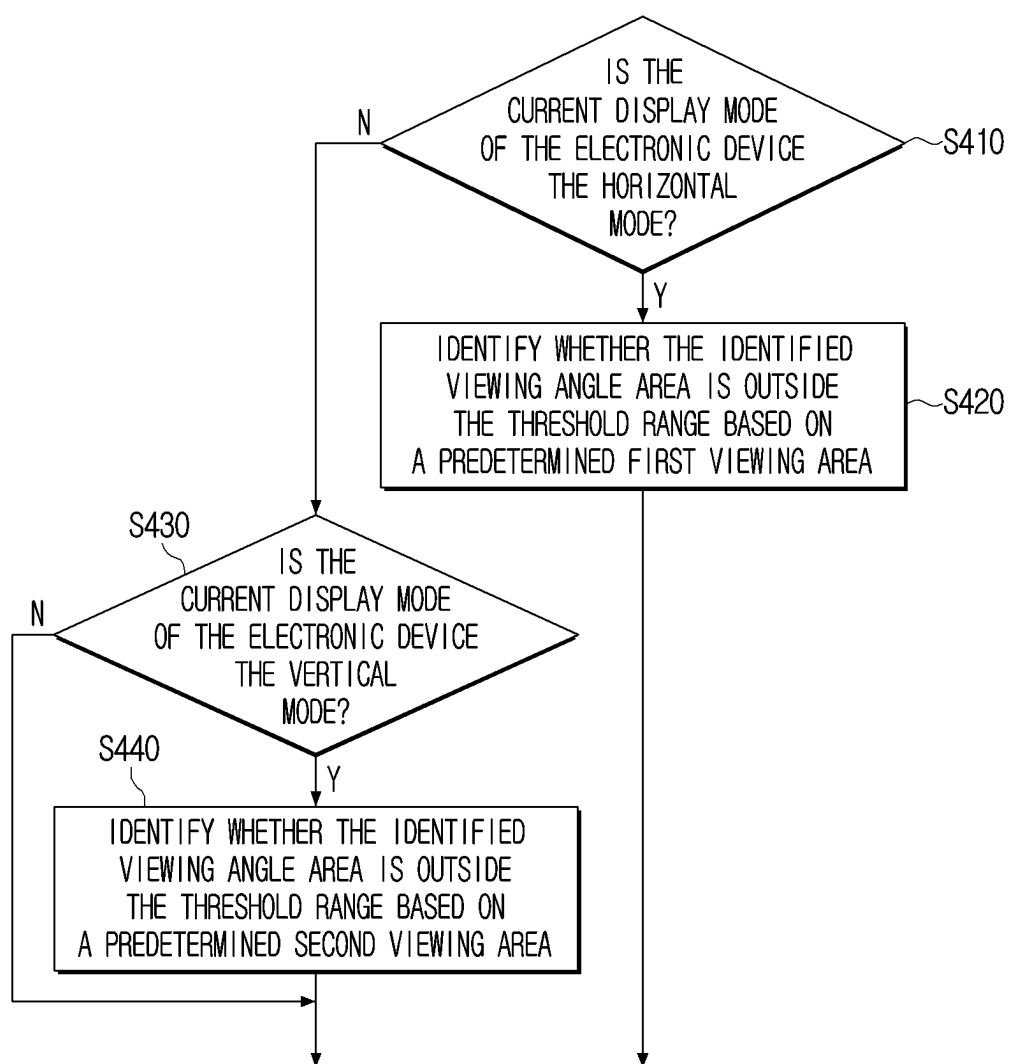 IS THE
CURRENT DISPLAY MODE
OF THE ELECTRONIC DEVICE
THE HORIZONTAL
MODE?
N
S410
Y
IDENTIFY WHETHER THE IDENTIFIED
VIEWING ANGLE AREA IS OUTSIDE
THE THRESHOLD RANGE BASED ON
A PREDETERMINED FIRST VIEWING AREA
S420
S430
IS THE
CURRENT DISPLAY MODE
OF THE ELECTRONIC DEVICE
THE VERTICAL
MODE?
N
S440
Y
IDENTIFY WHETHER THE IDENTIFIED
VIEWING ANGLE AREA IS OUTSIDE
THE THRESHOLD RANGE BASED ON
A PREDETERMINED SECOND VIEWING AREA